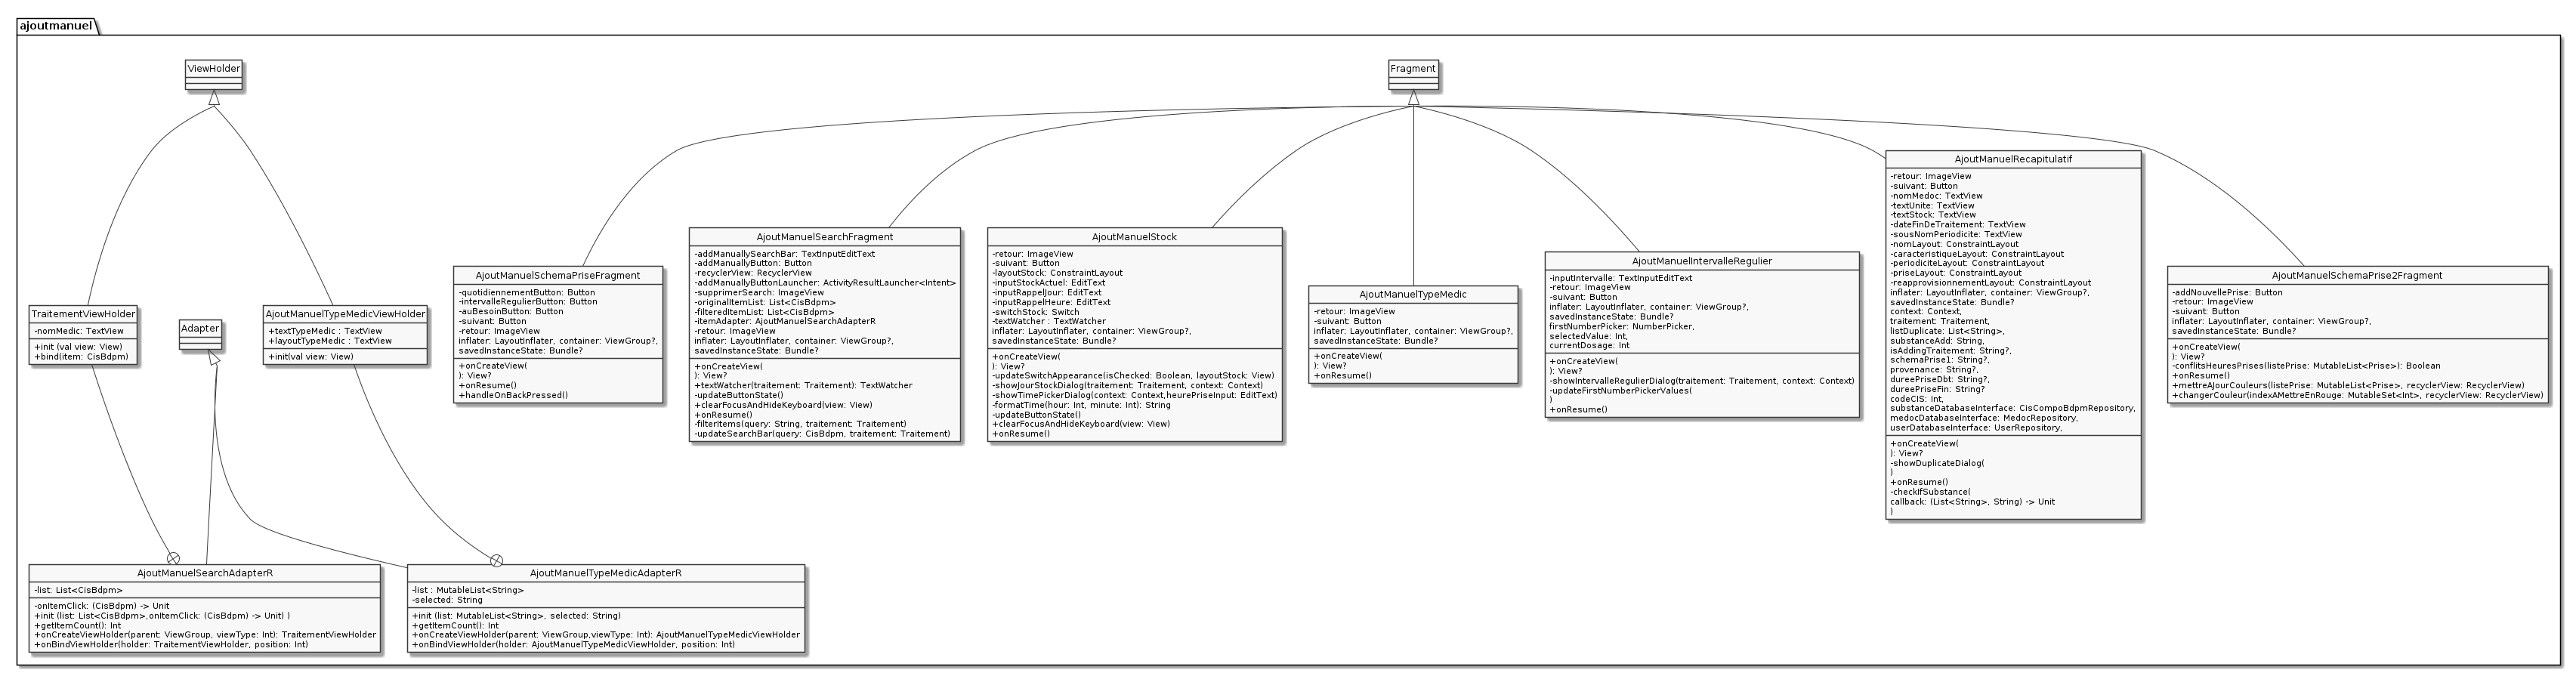 ajoutmanuel
ViewHolder
Fragment
AjoutManuelRecapitulatif
-retour: ImageView
-suivant: Button
-nomMedoc: TextView
-textUnite: TextView
-textStock: TextView
-dateFinDeTraitement: TextView
-sousNomPeriodicite: TextView
-nomLayout: ConstraintLayout
-caracteristiqueLayout: ConstraintLayout
-periodiciteLayout: ConstraintLayout
-priseLayout: ConstraintLayout
-reapprovisionnementLayout: ConstraintLayout
inflater: LayoutInflater, container: ViewGroup?,
savedInstanceState: Bundle?
context: Context,
traitement: Traitement,
listDuplicate: List<String>,
substanceAdd: String,
isAddingTraitement: String?,
schemaPrise1: String?,
provenance: String?,
dureePriseDbt: String?,
dureePriseFin: String?
codeCIS: Int,
substanceDatabaseInterface: CisCompoBdpmRepository,
medocDatabaseInterface: MedocRepository,
userDatabaseInterface: UserRepository,
+onCreateView(
): View?
-showDuplicateDialog(
)
+onResume()
-checkIfSubstance(
callback: (List<String>, String) -> Unit
)
AjoutManuelSearchFragment
-addManuallySearchBar: TextInputEditText
-addManuallyButton: Button
-recyclerView: RecyclerView
-addManuallyButtonLauncher: ActivityResultLauncher<Intent>
-supprimerSearch: ImageView
-originalItemList: List<CisBdpm>
-filteredItemList: List<CisBdpm>
-itemAdapter: AjoutManuelSearchAdapterR
-retour: ImageView
inflater: LayoutInflater, container: ViewGroup?,
savedInstanceState: Bundle?
+onCreateView(
): View?
+textWatcher(traitement: Traitement): TextWatcher
-updateButtonState()
+clearFocusAndHideKeyboard(view: View)
+onResume()
-filterItems(query: String, traitement: Traitement)
-updateSearchBar(query: CisBdpm, traitement: Traitement)
AjoutManuelStock
-retour: ImageView
-suivant: Button
-layoutStock: ConstraintLayout
-inputStockActuel: EditText
-inputRappelJour: EditText
-inputRappelHeure: EditText
-switchStock: Switch
-textWatcher : TextWatcher
inflater: LayoutInflater, container: ViewGroup?,
savedInstanceState: Bundle?
+onCreateView(
): View?
-updateSwitchAppearance(isChecked: Boolean, layoutStock: View)
-showJourStockDialog(traitement: Traitement, context: Context)
-showTimePickerDialog(context: Context,heurePriseInput: EditText)
-formatTime(hour: Int, minute: Int): String
-updateButtonState()
+clearFocusAndHideKeyboard(view: View)
+onResume()
AjoutManuelIntervalleRegulier
-inputIntervalle: TextInputEditText
-retour: ImageView
-suivant: Button
inflater: LayoutInflater, container: ViewGroup?,
savedInstanceState: Bundle?
firstNumberPicker: NumberPicker,
selectedValue: Int,
currentDosage: Int
+onCreateView(
): View?
-showIntervalleRegulierDialog(traitement: Traitement, context: Context)
-updateFirstNumberPickerValues(
)
+onResume()
AjoutManuelSchemaPriseFragment
-quotidiennementButton: Button
-intervalleRegulierButton: Button
-auBesoinButton: Button
-suivant: Button
-retour: ImageView
inflater: LayoutInflater, container: ViewGroup?,
savedInstanceState: Bundle?
+onCreateView(
): View?
+onResume()
+handleOnBackPressed()
AjoutManuelSchemaPrise2Fragment
-addNouvellePrise: Button
-retour: ImageView
-suivant: Button
inflater: LayoutInflater, container: ViewGroup?,
savedInstanceState: Bundle?
+onCreateView(
): View?
-conflitsHeuresPrises(listePrise: MutableList<Prise>): Boolean
+onResume()
+mettreAJourCouleurs(listePrise: MutableList<Prise>, recyclerView: RecyclerView)
+changerCouleur(indexAMettreEnRouge: MutableSet<Int>, recyclerView: RecyclerView)
AjoutManuelTypeMedic
-retour: ImageView
-suivant: Button
inflater: LayoutInflater, container: ViewGroup?,
savedInstanceState: Bundle?
+onCreateView(
): View?
+onResume()
TraitementViewHolder
-nomMedic: TextView
+init (val view: View)
+bind(item: CisBdpm)
Adapter
AjoutManuelTypeMedicViewHolder
+textTypeMedic : TextView
+layoutTypeMedic : TextView
+init(val view: View)
AjoutManuelSearchAdapterR
-list: List<CisBdpm>
-onItemClick: (CisBdpm) -> Unit
+init (list: List<CisBdpm>,onItemClick: (CisBdpm) -> Unit) )
+getItemCount(): Int
+onCreateViewHolder(parent: ViewGroup, viewType: Int): TraitementViewHolder
+onBindViewHolder(holder: TraitementViewHolder, position: Int)
AjoutManuelTypeMedicAdapterR
-list : MutableList<String>
-selected: String
+init (list: MutableList<String>, selected: String)
+getItemCount(): Int
+onCreateViewHolder(parent: ViewGroup,viewType: Int): AjoutManuelTypeMedicViewHolder
+onBindViewHolder(holder: AjoutManuelTypeMedicViewHolder, position: Int)